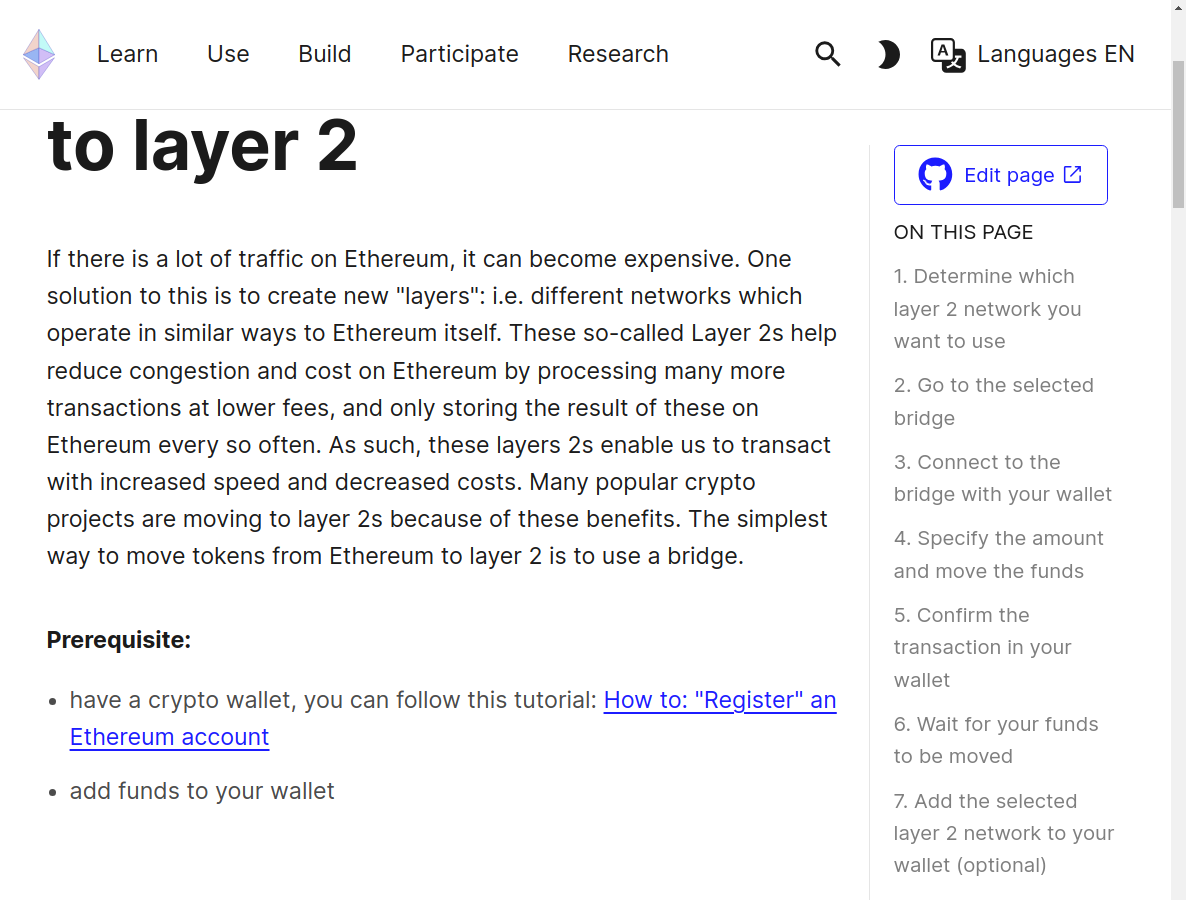 Learn Use Build Participate Research Languages EN
to layer 2
If there is a lot of traffic on Ethereum, it can become expensive. One
solution to this is to create new "layers": i.e. different networks which
operate in similar ways to Ethereum itself. These so-called Layer 2s help
reduce congestion and cost on Ethereum by processing many more
transactions at lower fees, and only storing the result of these on
Ethereum every so often. As such, these layers 2s enable us to transact
with increased speed and decreased costs. Many popular crypto
projects are moving to layer 2s because of these benefits. The simplest
way to move tokens from Ethereum to layer 2 is to use a bridge.
Prerequisite:
• have a crypto wallet, you can follow this tutorial: How to: "Register" an
Ethereum account
• add funds to your wallet
Edit page
ON THIS PAGE
1. Determine which
layer 2 network you
want to use
2. Go to the selected
bridge
3. Connect to the
bridge with your wallet
4. Specify the amount
and move the funds
5. Confirm the
transaction in your
wallet
6. Wait for your funds
to be moved
7. Add the selected
layer 2 network to your
wallet (optional)